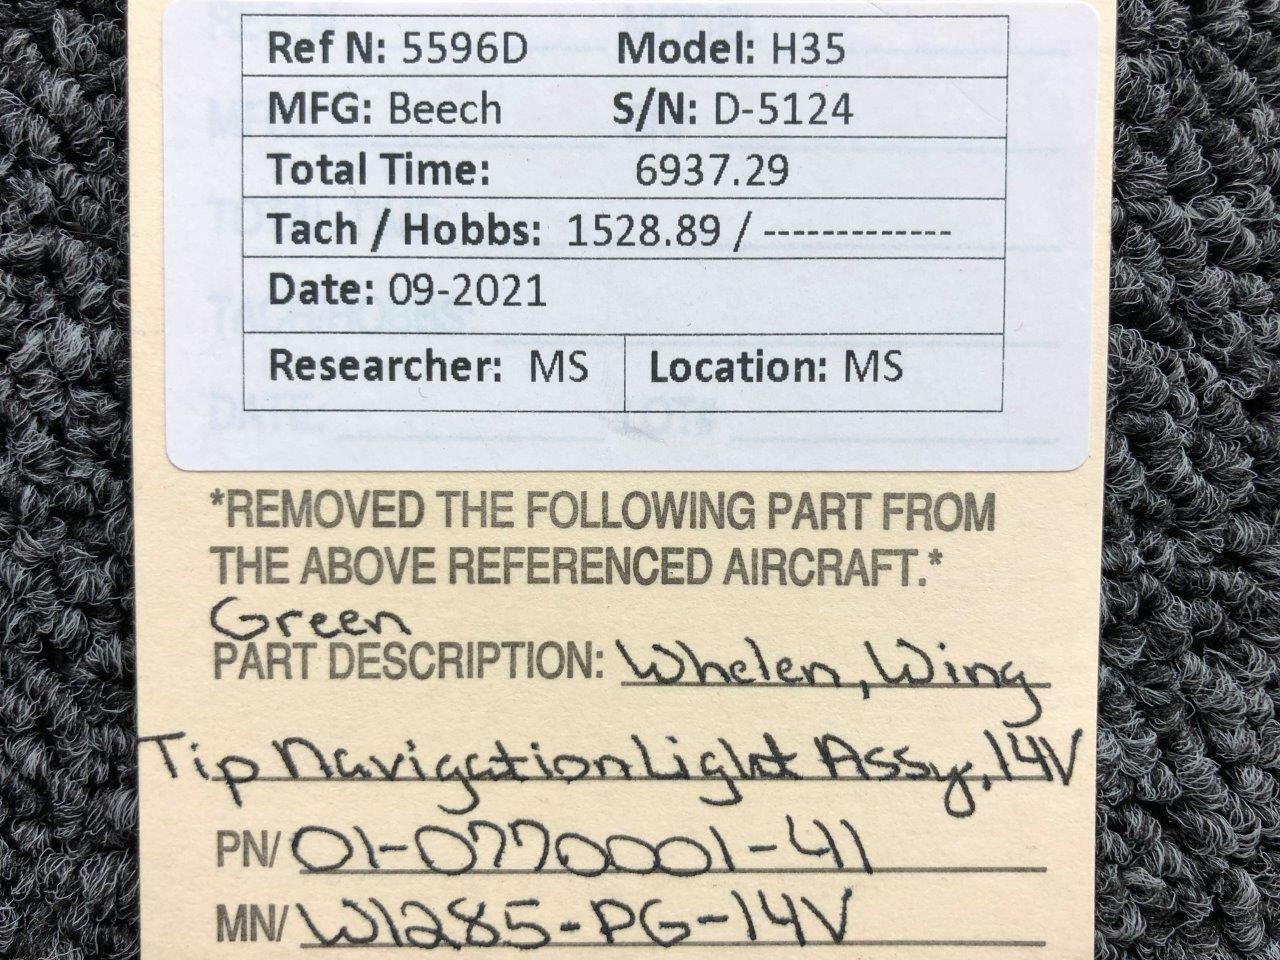 Ref N: 5596D Model: H35
MFG: Beech S/N: D-5124
Total Time: 6937.29
Tach / Hobbs: 1528.89 / -------------
Date: 09-2021
Researcher: MS Location: MS
DATE: LOT#
*REMOVED THE FOLLOWING PART FROM
THE ABOVE REFERENCED AIRCRAFT.*
Green
PART DESCRIPTION: Whelen, Wing
Tip Navigation Light Assy, 14V
PN/ 01-0770001-41
MN/ W1285-PG-14V